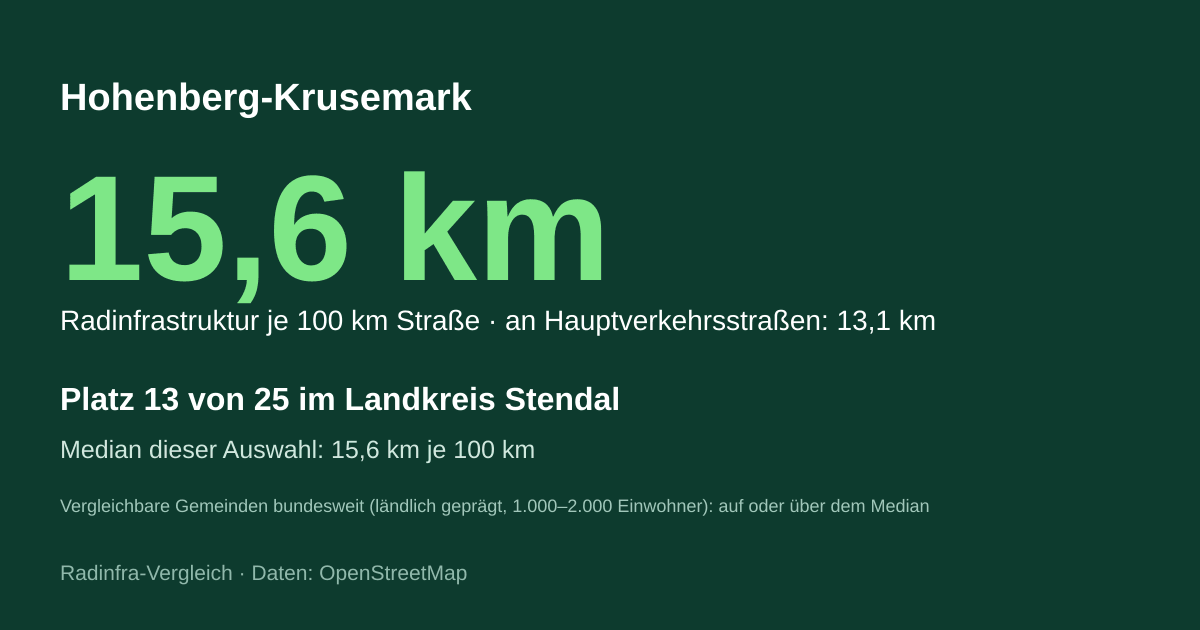 Hohenberg-Krusemark
15,6 km
Radinfrastruktur je 100 km Straße · an Hauptverkehrsstraßen: 13,1 km
Platz 13 von 25 im Landkreis Stendal
Median dieser Auswahl: 15,6 km je 100 km
Vergleichbare Gemeinden bundesweit (ländlich geprägt, 1.000–2.000 Einwohner): auf oder über dem Median
Radinfra-Vergleich · Daten: OpenStreetMap